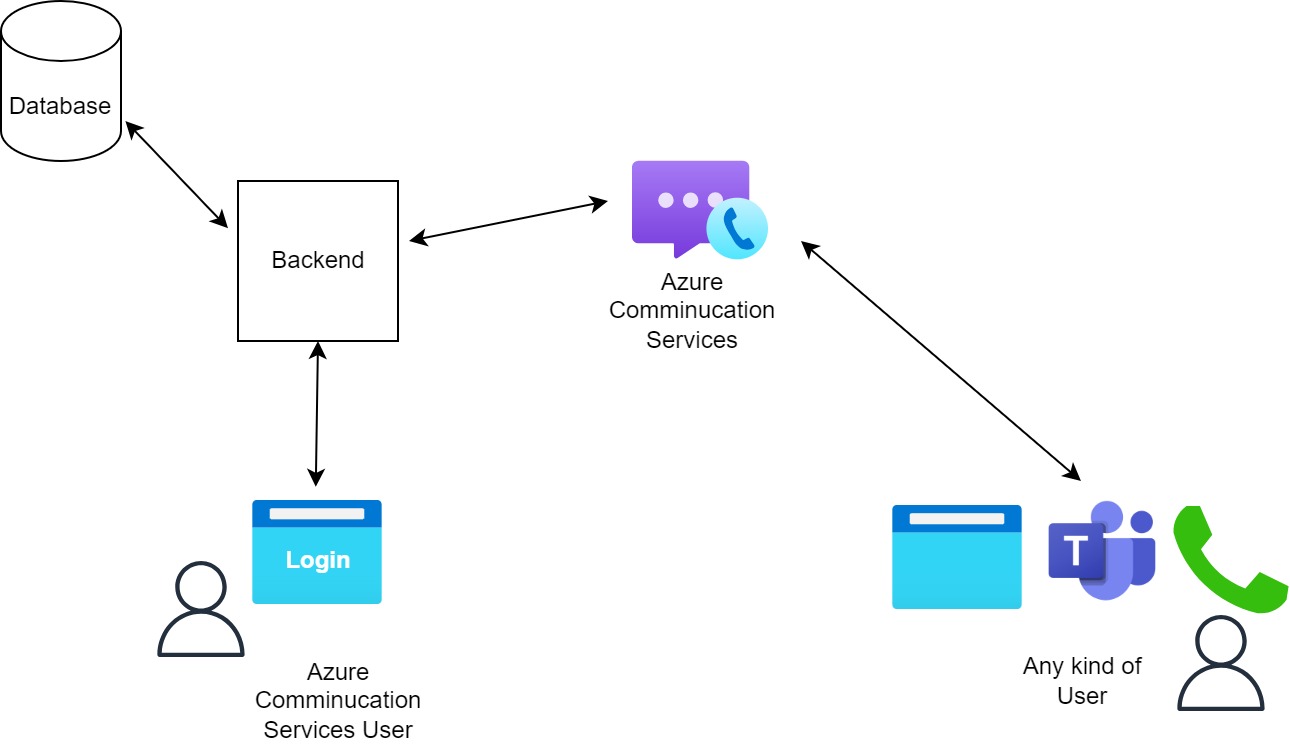 Database
Backend
Azure
Comminucation
Services
Login
T
Azure
Comminucation
Services User
Any kind of
User